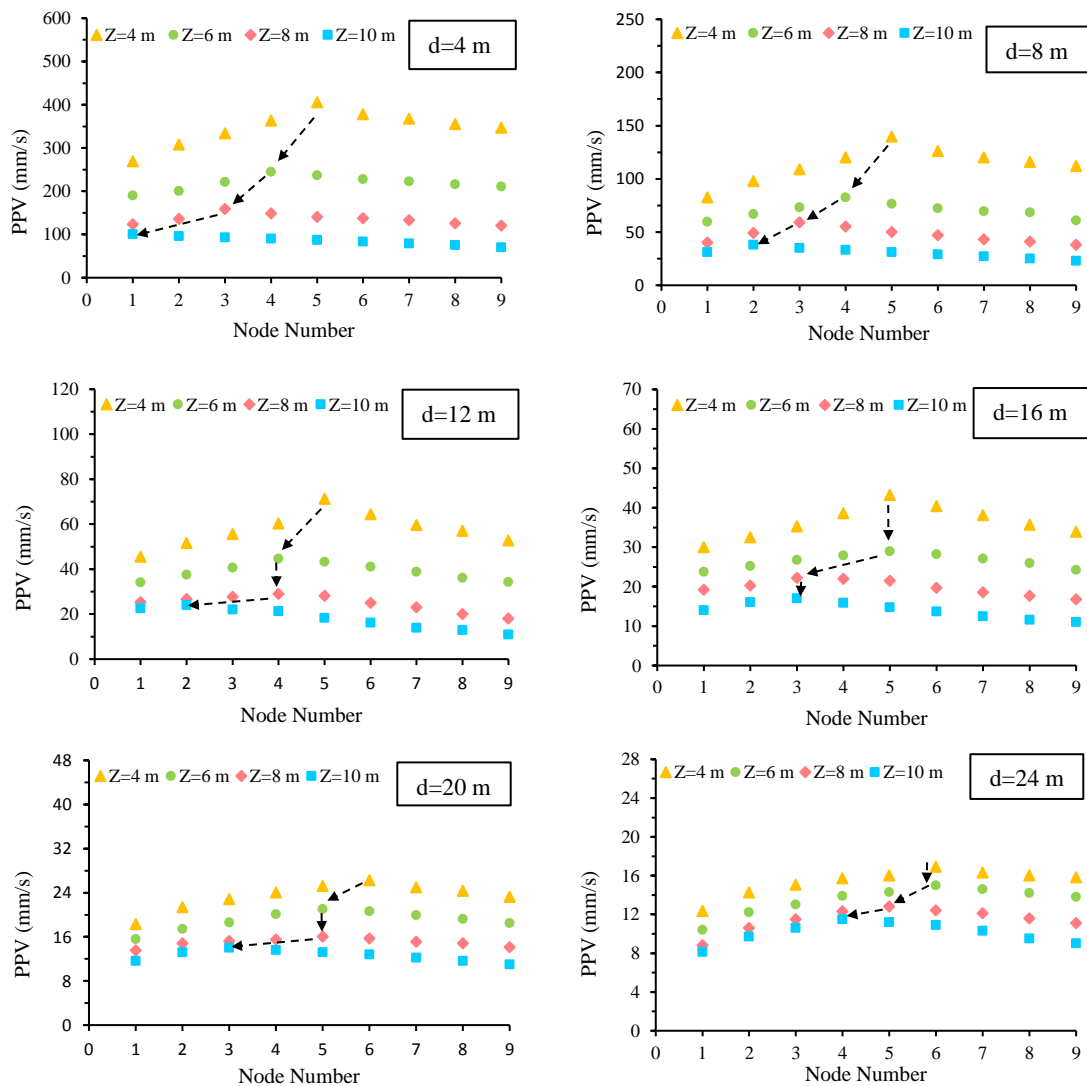 Z=4 m Z=6 m Z=8 m Z=10 m
d=4 m
PPV (mm/s)
600
500
400
300
200
100
0
0 1 2 3 4 5 6 7 8 9
Node Number
Z=4 m Z=6 m Z=8 m Z=10 m
d=8 m
PPV (mm/s)
250
200
150
100
50
0
0 1 2 3 4 5 6 7 8 9
Node Number
Z=4 m Z=6 m Z=8 m Z=10 m
d=12 m
PPV (mm/s)
120
100
80
60
40
20
0
0 1 2 3 4 5 6 7 8 9
Node Number
Z=4 m Z=6 m Z=8 m Z=10 m
d=16 m
PPV (mm/s)
70
60
50
40
30
20
10
0
0 1 2 3 4 5 6 7 8 9
Node Number
Z=4 m Z=6 m Z=8 m Z=10 m
d=20 m
PPV (mm/s)
48
40
32
24
16
8
0
0 1 2 3 4 5 6 7 8 9
Node Number
Z=4 m Z=6 m Z=8 m Z=10 m
d=24 m
PPV (mm/s)
28
24
20
16
12
8
4
0
0 1 2 3 4 5 6 7 8 9
Node Number